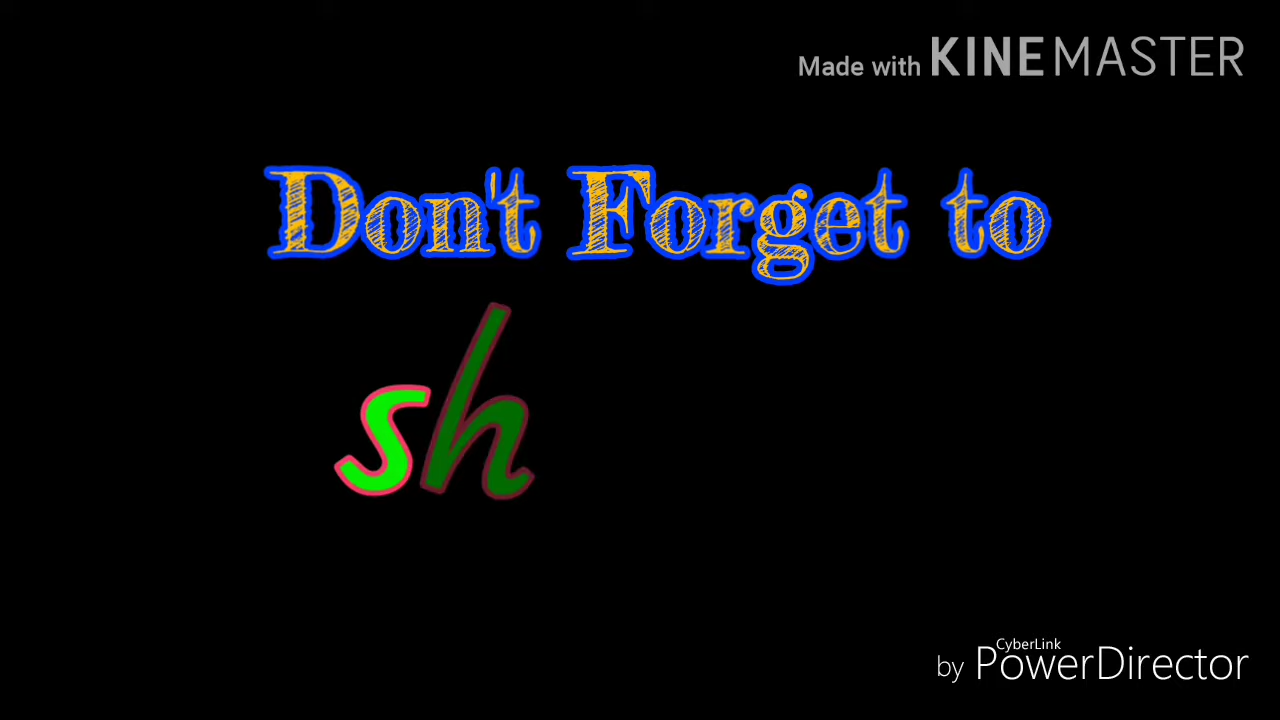 Made with KINEMASTER
Don't Forget to
sh
CyberLink
by PowerDirector